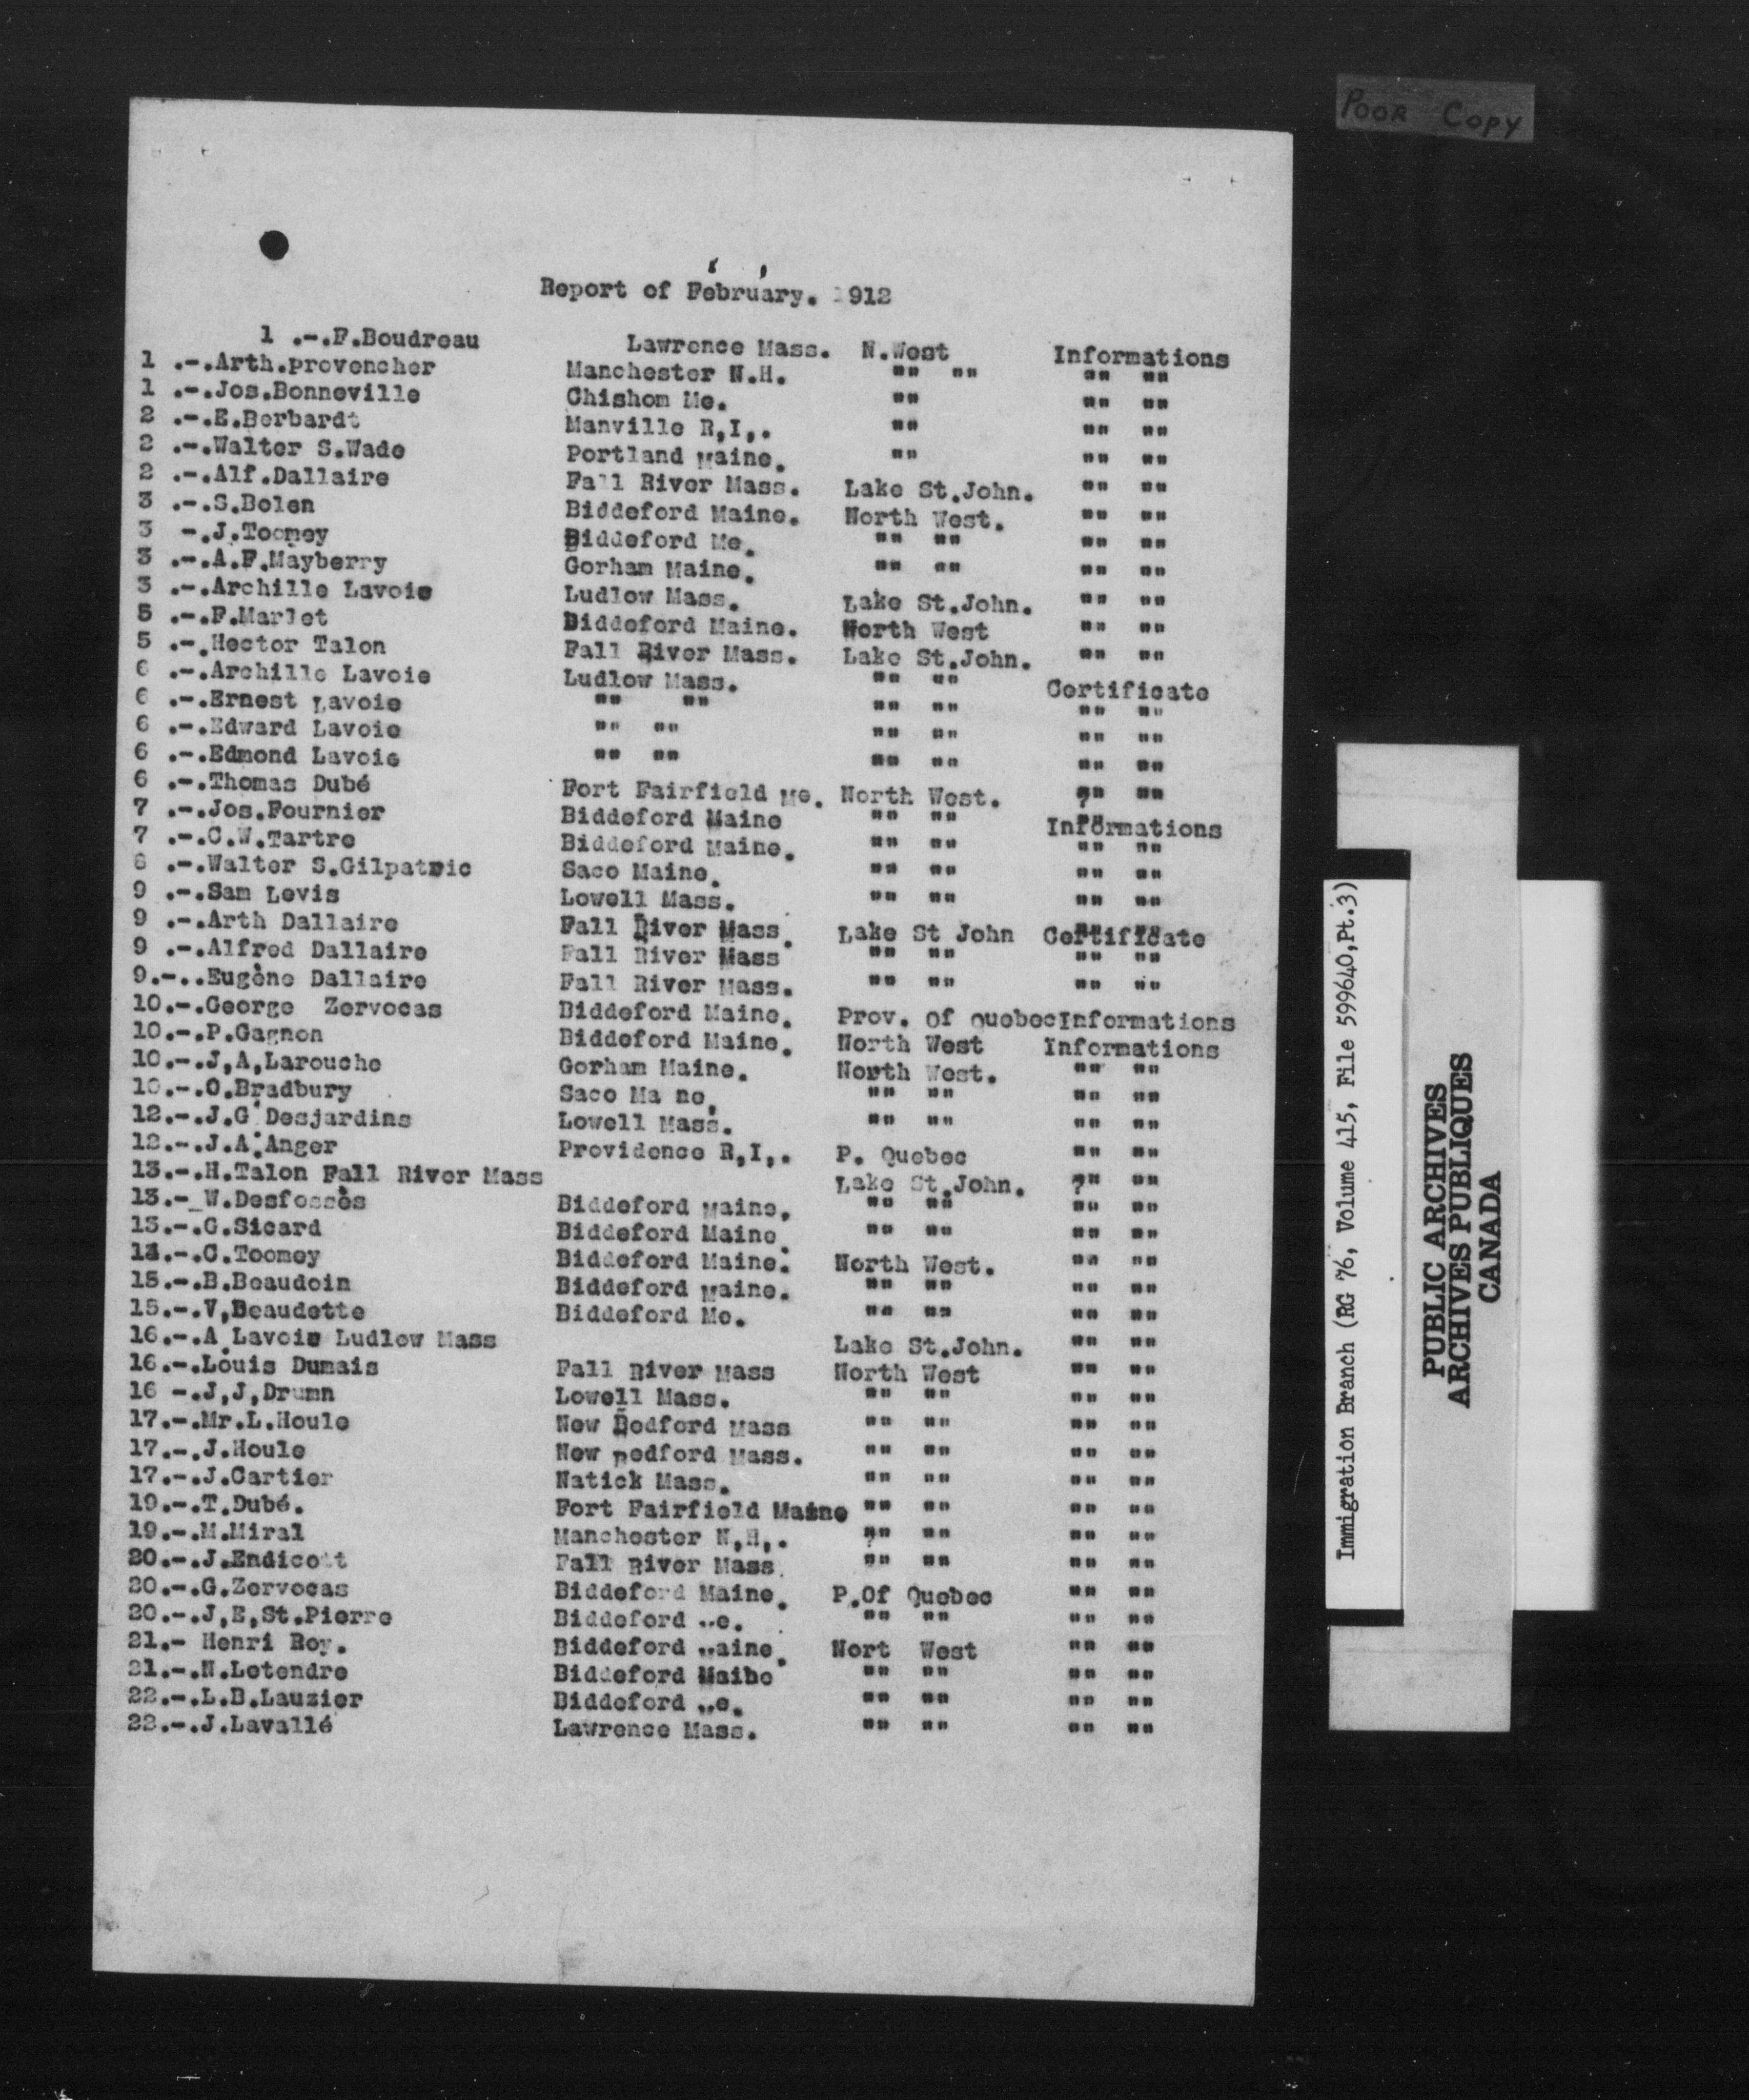 POOR COPY
Report of February. 1912
1 .-.F.Boudreau Lawrence Mass. N.West Informations
1 .-.Arth.provencher Manchester N.H. "" "" "" ""
1 .-.Jos.Bonneville Chishom Me. "" "" ""
2 .-.E.Berbardt Manville R,I,. "" "" ""
2 .-.Walter S.Wade Portland Maine. "" "" ""
2 .-.Alf.Dallaire Fall River Mass. Lake St.John. "" ""
3 .-.S.Bolen Biddeford Maine. North West. "" ""
3 -.J.Toomey Biddeford Me. "" "" "" ""
3 .-.A.F.Mayberry Gorham Maine. "" "" "" ""
3 .-.Archille Lavoie Ludlow Mass. Lake St.John. "" ""
5 .-.F.Marlet Biddeford Maine. North West "" ""
5 .-.Hector Talon Fall River Mass. Lake St.John. "" ""
6 .-.Archille Lavoie Ludlow Mass. "" "" Certificate
6 .-.Ernest Lavoie "" "" "" "" "" ""
6 .-.Edward Lavoie "" "" "" "" "" ""
6 .-.Edmond Lavoie "" "" "" "" "" ""
6 .-.Thomas Dubé Fort Fairfield Me. North West. ?" ""
7 .-.Jos.Fournier Biddeford Maine "" "" Informations
7 .-.C.W.Tartre Biddeford Maine. "" "" "" ""
8 .-.Walter S.Gilpatric Saco Maine. "" "" "" ""
9 .-.Sam Levis Lowell Mass. "" "" "" ""
9 .-.Arth Dallaire Fall River Mass. Lake St John Certificate
9 .-.Alfred Dallaire Fall River Mass "" "" "" ""
9.-..Eugène Dallaire Fall River Mass. "" "" "" ""
10.-.George Zervocas Biddeford Maine. Prov. Of QuebecInformations
10.-.P.Gagnon Biddeford Maine. North West Informations
10.-.J,A,Larouche Gorham Maine. North West. "" ""
10.-.O.Bradbury Saco Ma ne. "" "" "" ""
12.-.J.G Desjardins Lowell Mass. "" "" "" ""
12.-.J.A.Anger Providence R,I,. P. Quebec "" ""
13.-.H.Talon Fall River Mass Lake St.John. ?" ""
13.-_W.Desfossès Biddeford Maine. "" "" "" ""
13.-.G.Sicard Biddeford Maine. "" "" "" ""
13.-.C.Toomey Biddeford Maine. North West. "" ""
15.-.B.Beaudoin Biddeford Maine. "" "" "" ""
15.-.V,Beaudette Biddeford Me. "" "" "" ""
16.-.A Lavoie Ludlow Mass Lake St.John. "" ""
16.-.Louis Dumais Fall River Mass North West "" ""
16 -.J,J,Drumn Lowell Mass. "" "" "" ""
17.-.Mr.L.Houle New Bedford Mass "" "" "" ""
17.-.J.Houle New Bedford Mass. "" "" "" ""
17.-.J.Cartier Natick Mass. "" "" "" ""
19.-.T.Dubé. Fort Fairfield Maine "" "" "" ""
19.-.M.Miral Manchester N,H,. ?" "" "" ""
20.-.J.Endicott Fall River Mass. "" "" "" ""
20.-.G.Zervocas Biddeford Maine. P.Of Quebec "" ""
20.-.J,E,St.Pierre Biddeford Me. "" "" "" ""
21.- Henri Roy. Biddeford Maine. Nort West "" ""
21.-.N.Letendre Biddeford Maibe "" "" "" ""
22.-.L.B.Lauzier Biddeford Me. "" "" "" ""
22.-.J.Lavallé Lawrence Mass. "" "" "" ""
Immigration Branch (RG 76, Volume 415, File 599640,Pt.3)
PUBLIC ARCHIVES
ARCHIVES PUBLIQUES
CANADA